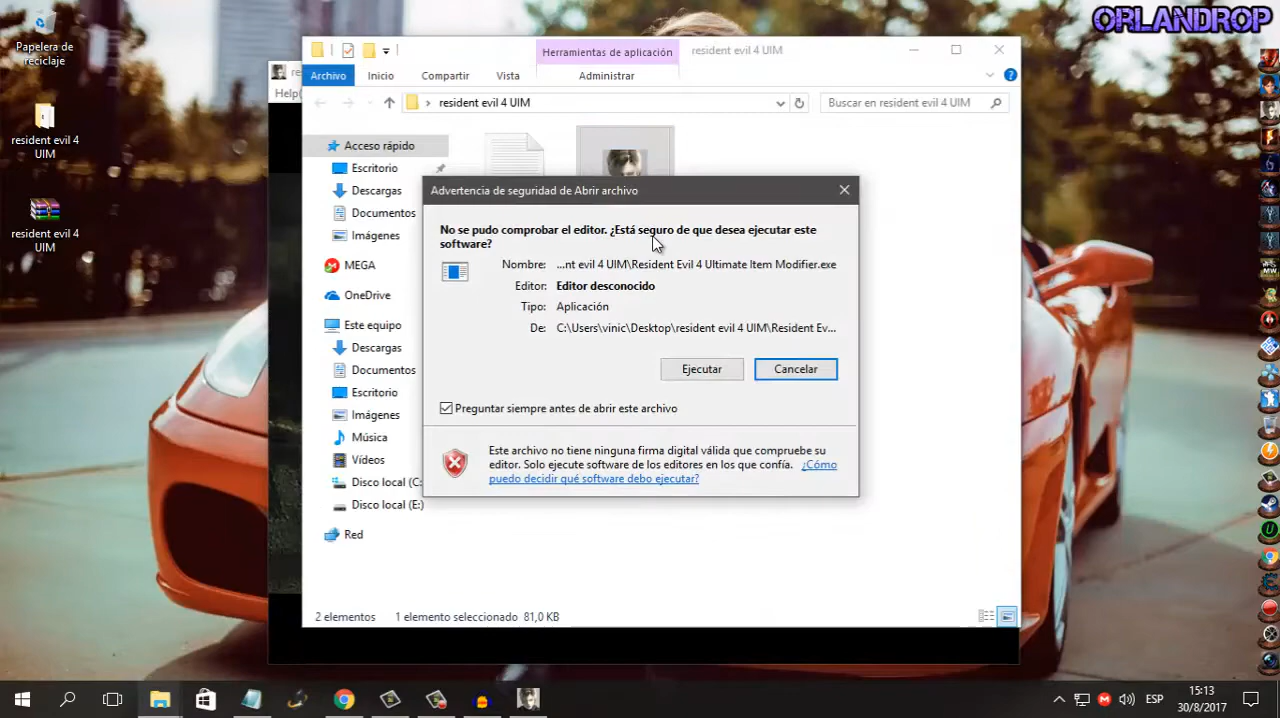 ORLANDROP
Papelera de
reciclaje
resident evil 4
UIM
resident evil 4
UIM
Help(
Herramientas de aplicación
resident evil 4 UIM
Archivo
Inicio
Compartir
Vista
Administrar
resident evil 4 UIM
Buscar en resident evil 4 UIM
Acceso rápido
Escritorio
Descargas
Documentos
Imágenes
MEGA
OneDrive
Este equipo
Descargas
Documentos
Escritorio
Imágenes
Música
Vídeos
Disco local (C:
Disco local (E:)
Red
2 elementos
1 elemento seleccionado 81,0 KB
Advertencia de seguridad de Abrir archivo
No se pudo comprobar el editor. ¿Está seguro de que desea ejecutar este
software?
Nombre: ...nt evil 4 UIM\Resident Evil 4 Ultimate Item Modifier.exe
Editor: Editor desconocido
Tipo: Aplicación
De: C:\Users\vinic\Desktop\resident evil 4 UIM\Resident Ev...
Ejecutar
Cancelar
Preguntar siempre antes de abrir este archivo
Este archivo no tiene ninguna firma digital válida que compruebe su
editor. Solo ejecute software de los editores en los que confía. ¿Cómo
puedo decidir qué software debo ejecutar?
ESP
15:13
30/8/2017